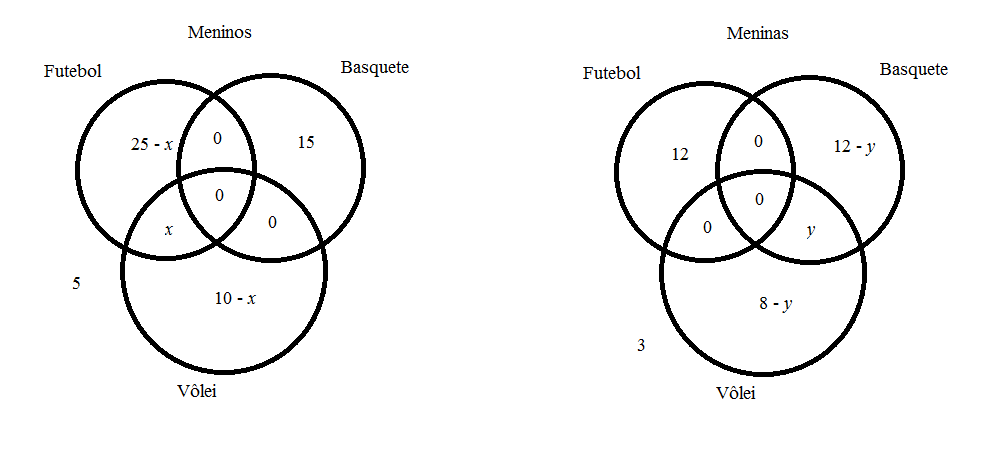 Meninos
Futebol
Basquete
25 - x
0
15
0
x
0
5
10 - x
Vôlei
Meninas
Futebol
Basquete
12
0
12 - y
0
0
y
8 - y
3
Vôlei